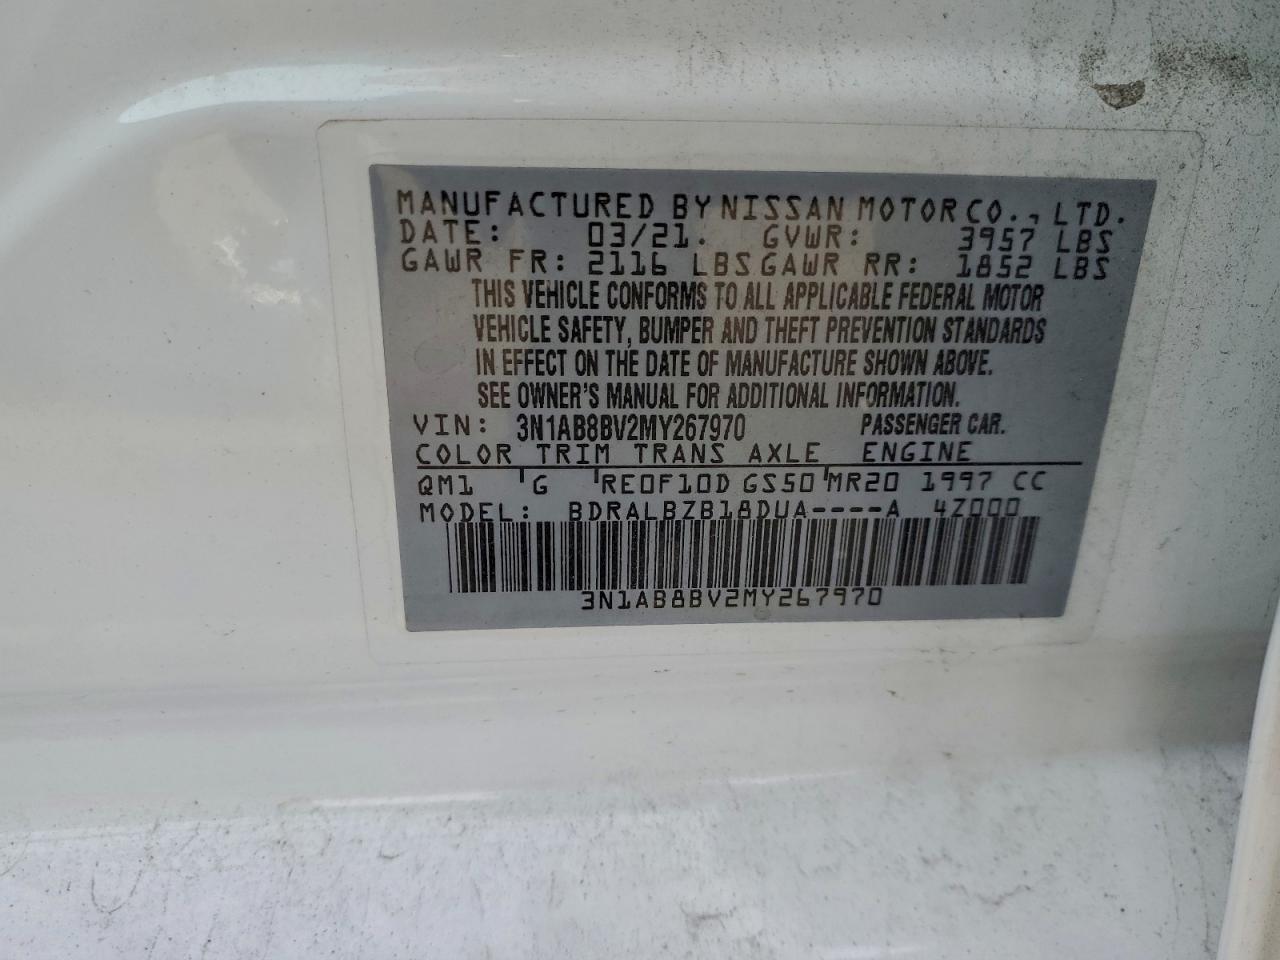 MANUFACTURED BY NISSAN MOTOR CO., LTD.
DATE: 03/21. GVWR: 3957 LBS
GAWR FR: 2116 LBS GAWR RR: 1852 LBS
THIS VEHICLE CONFORMS TO ALL APPLICABLE FEDERAL MOTOR
VEHICLE SAFETY, BUMPER AND THEFT PREVENTION STANDARDS
IN EFFECT ON THE DATE OF MANUFACTURE SHOWN ABOVE.
SEE OWNER'S MANUAL FOR ADDITIONAL INFORMATION.
VIN: 3N1AB8BV2MY267970 PASSENGER CAR.
COLOR TRIM TRANS AXLE ENGINE
QM1 G RE0F10D GS50 MR20 1997 CC
MODEL: BDRALBZB18DUA----A 4Z000
3N1AB8BV2MY267970